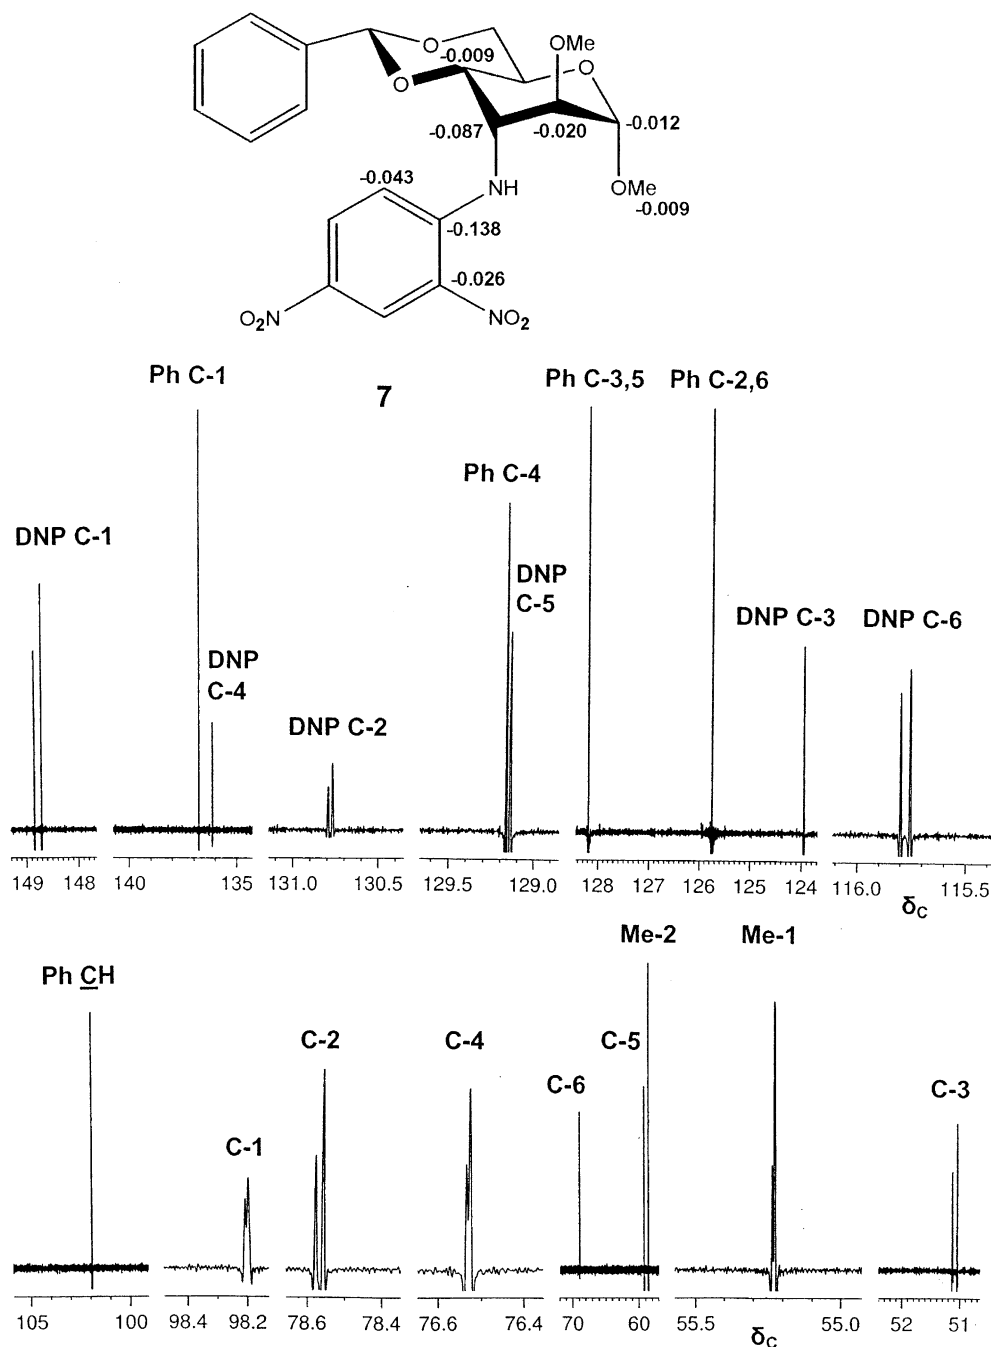 OMe
O
O
-0.009
O
-0.087
-0.020
-0.012
NH
OMe
-0.009
-0.043
-0.138
-0.026
O2N
NO2
7
Ph C-1
Ph C-3,5
Ph C-2,6
Ph C-4
DNP C-1
DNP
C-5
DNP C-3
DNP C-6
DNP
C-4
DNP C-2
149 148
140 135
131.0 130.5
129.5 129.0
128 127 126 125 124
116.0 115.5
δC
Me-2
Me-1
Ph CH
C-2
C-4
C-5
C-6
C-3
C-1
105 100
98.4 98.2
78.6 78.4
76.6 76.4
70 60
55.5 55.0
52 51
δC